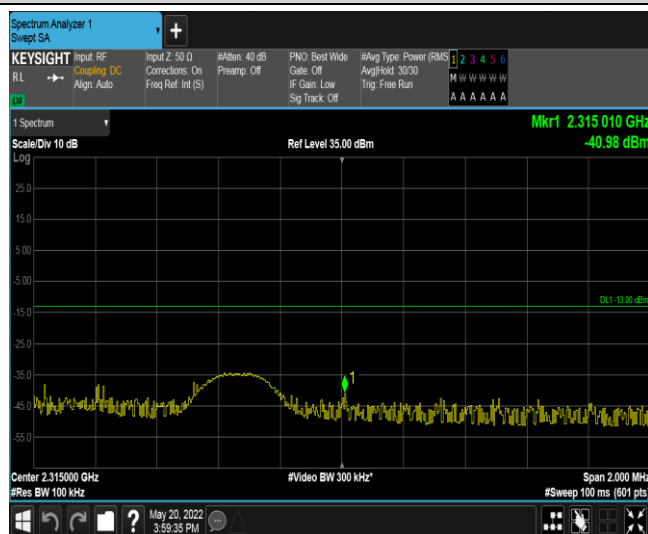 Spectrum Analyzer 1
Swept SA
+
KEYSIGHT
RL
LXI
Input: RF
Coupling: DC
Align: Auto
Input Z: 50 Ω
Corrections: On
Freq Ref: Int (S)
#Atten: 40 dB
Preamp: Off
PNO: Best Wide
Gate: Off
IF Gain: Low
Sig Track: Off
#Avg Type: Power (RMS
Avg|Hold: 30/30
Trig: Free Run
1 2 3 4 5 6
M W W W W W
A A A A A A
1 Spectrum
Mkr1 2.315 010 GHz
Scale/Div 10 dB
Ref Level 35.00 dBm
-40.98 dBm
Log
25.0
15.0
5.00
-5.00
DL1 -13.00 dBm
-15.0
-25.0
-35.0
1
-45.0
-55.0
Center 2.315000 GHz
#Video BW 300 kHz*
Span 2.000 MHz
#Res BW 100 kHz
#Sweep 100 ms (601 pts)
?
May 20, 2022
3:59:35 PM